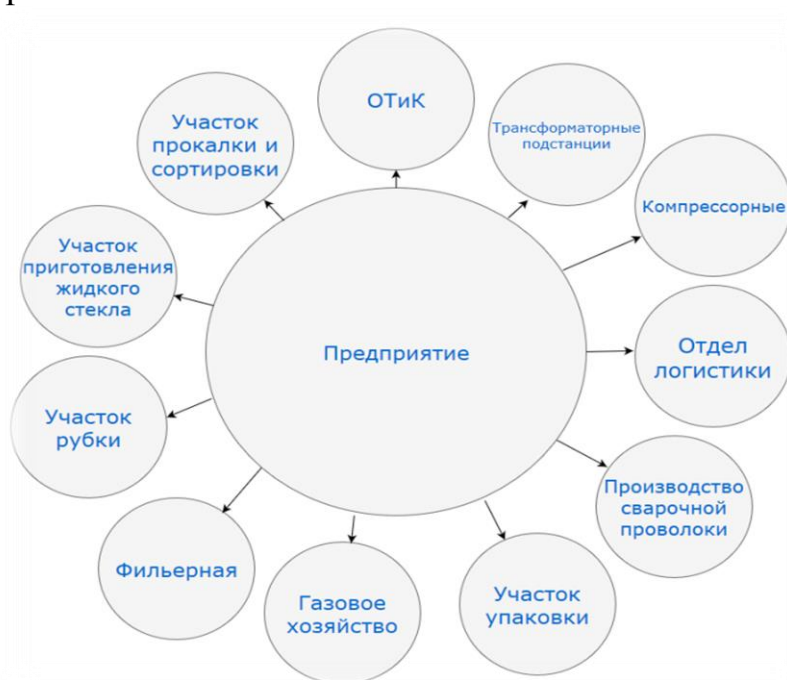 ОТиК
Трансформаторные
подстанции
Участок
прокалки и
сортировки
Компрессорные
Участок
приготовления
жидкого
стекла
Предприятие
Отдел
логистики
Участок
рубки
Производство
сварочной
проволоки
Фильерная
Газовое
хозяйство
Участок
упаковки